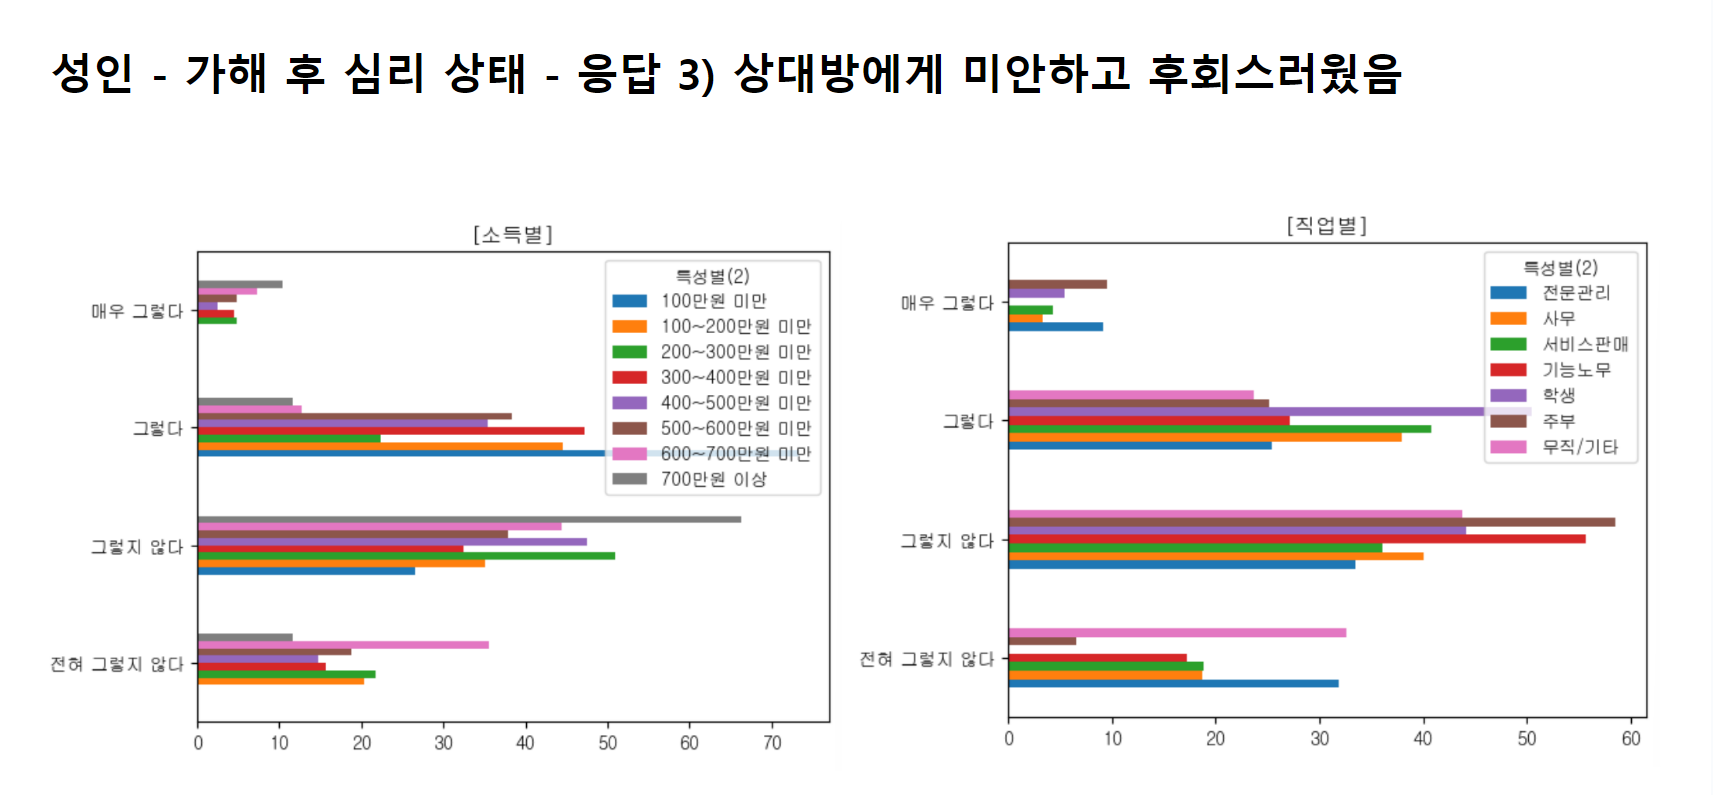 성인 - 가해 후 심리 상태 - 응답 3) 상대방에게 미안하고 후회스러웠음
[소득별]
특성별(2)
100만원 미만
100~200만원 미만
200~300만원 미만
300~400만원 미만
400~500만원 미만
500~600만원 미만
600~700만원 미만
700만원 이상
매우 그렇다
그렇다
그렇지 않다
전혀 그렇지 않다
0 10 20 30 40 50 60 70
[직업별]
특성별(2)
전문관리
사무
서비스판매
기능노무
학생
주부
무직/기타
매우 그렇다
그렇다
그렇지 않다
전혀 그렇지 않다
0 10 20 30 40 50 60